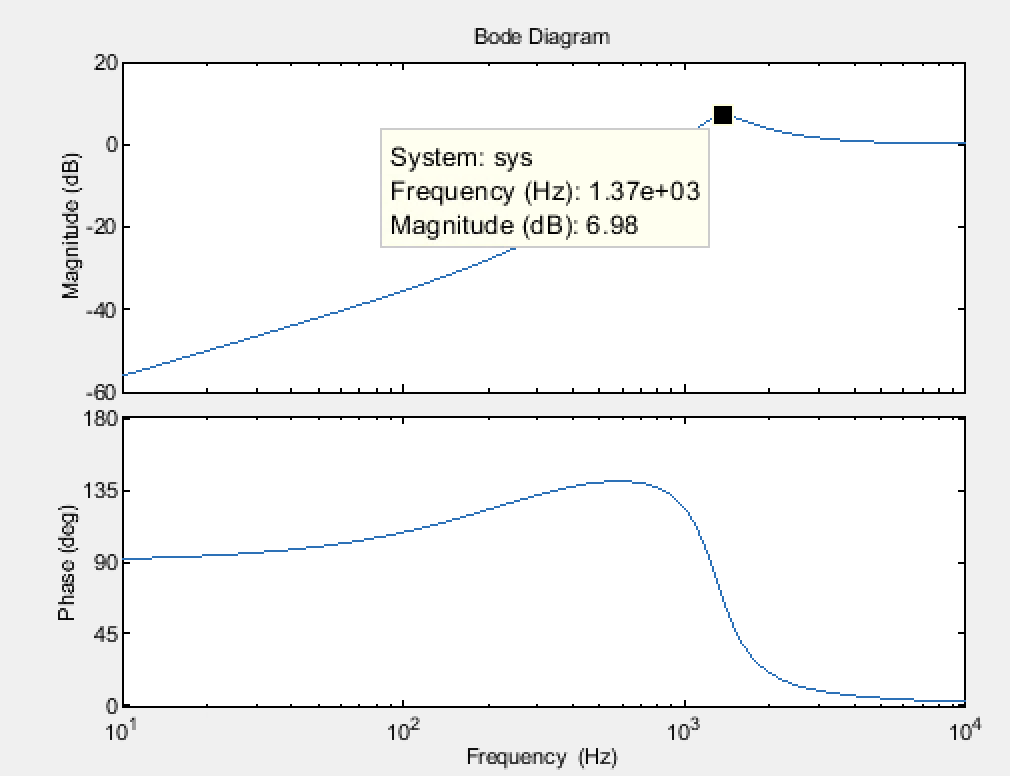 Bode Diagram
20
0
-20
-40
-60
Magnitude (dB)
System: sys
Frequency (Hz): 1.37e+03
Magnitude (dB): 6.98
180
135
90
45
0
Phase (deg)
10^1 10^2 10^3 10^4
Frequency (Hz)